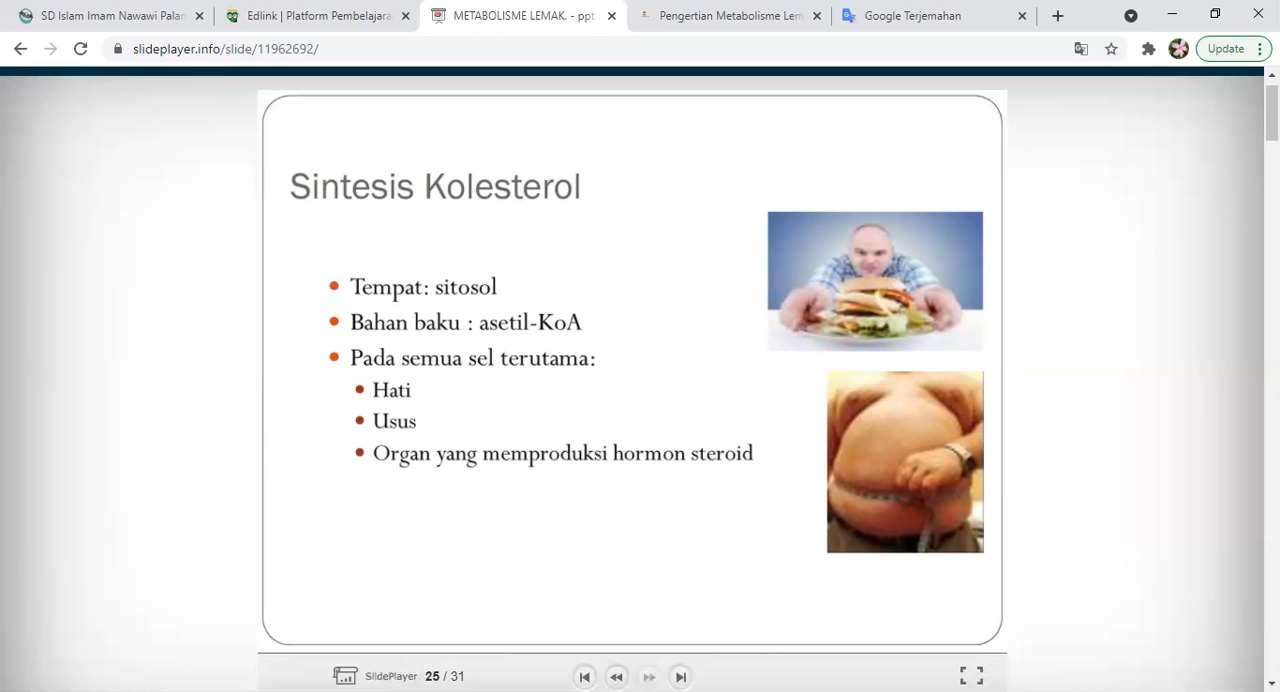 SD Islam Imam Nawawi Palan
Edlink | Platform Pembelajara
METABOLISME LEMAK. - ppt
Pengertian Metabolisme Lem
Google Terjemahan
slideplayer.info/slide/11962692/
Update
Sintesis Kolesterol
Tempat: sitosol
Bahan baku : asetil-KoA
Pada semua sel terutama:
Hati
Usus
Organ yang memproduksi hormon steroid
SlidePlayer 25 / 31